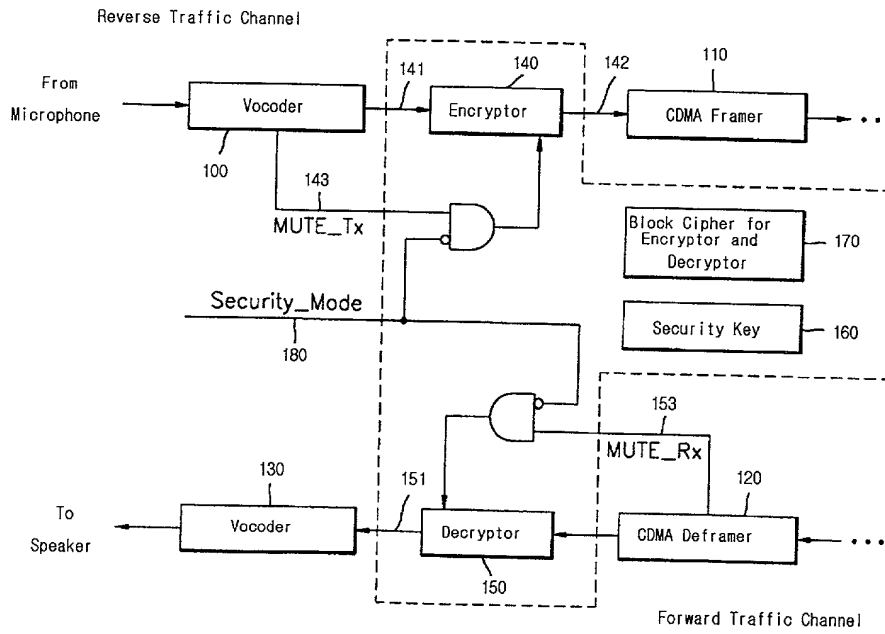 Reverse Traffic Channel
From
Microphone
Vocoder
100
141
140
Encryptor
142
110
CDMA Framer
143
MUTE_Tx
Block Cipher for
Encryptor and
Decryptor
170
Security_Mode
180
Security Key
160
153
MUTE_Rx
To
Speaker
130
Vocoder
151
Decryptor
150
120
CDMA Deframer
Forward Traffic Channel